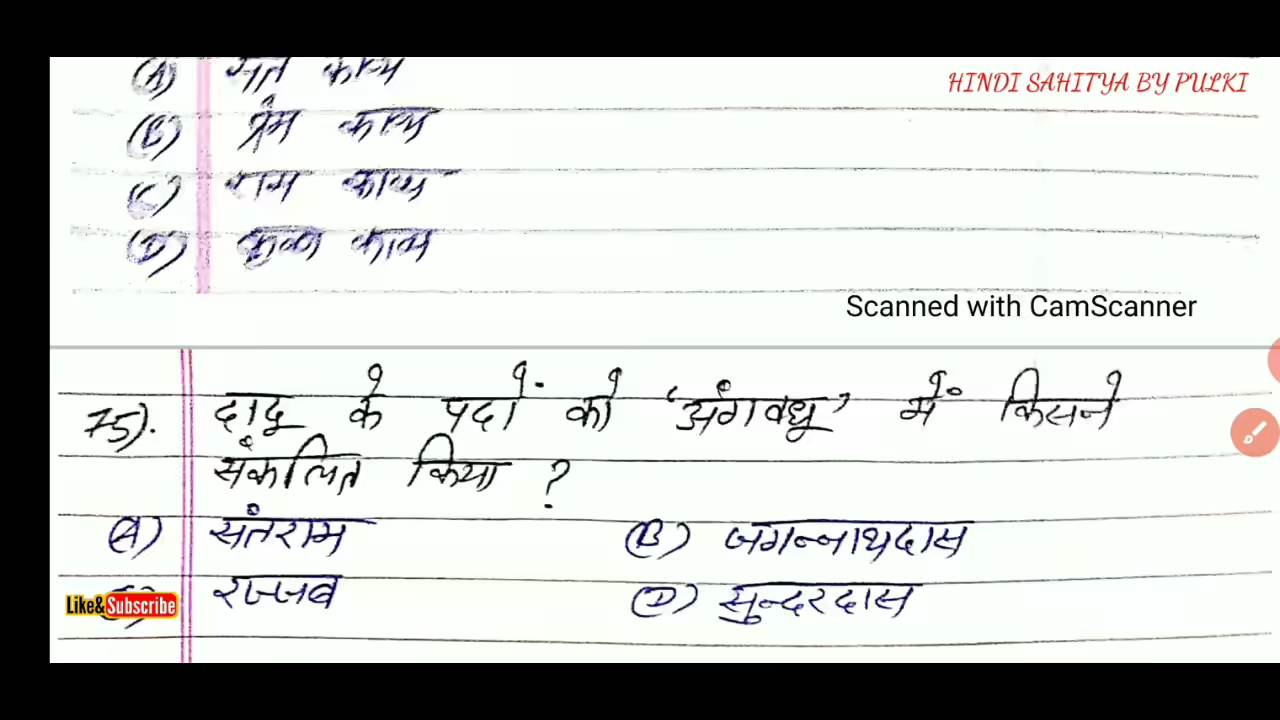 HINDI SAHITYA BY PULKI
(A) संत काव्य
(B) प्रेम काव्य
(C) राम काव्य
(D) कृष्ण काव्य
Scanned with CamScanner
75). दादू के पदों को 'अंगवधू' में किसने
संकलित किया ?
(A) संतराम (B) जगन्नाथदास
रज्जब (D) सुन्दरदास
Like& Subscribe